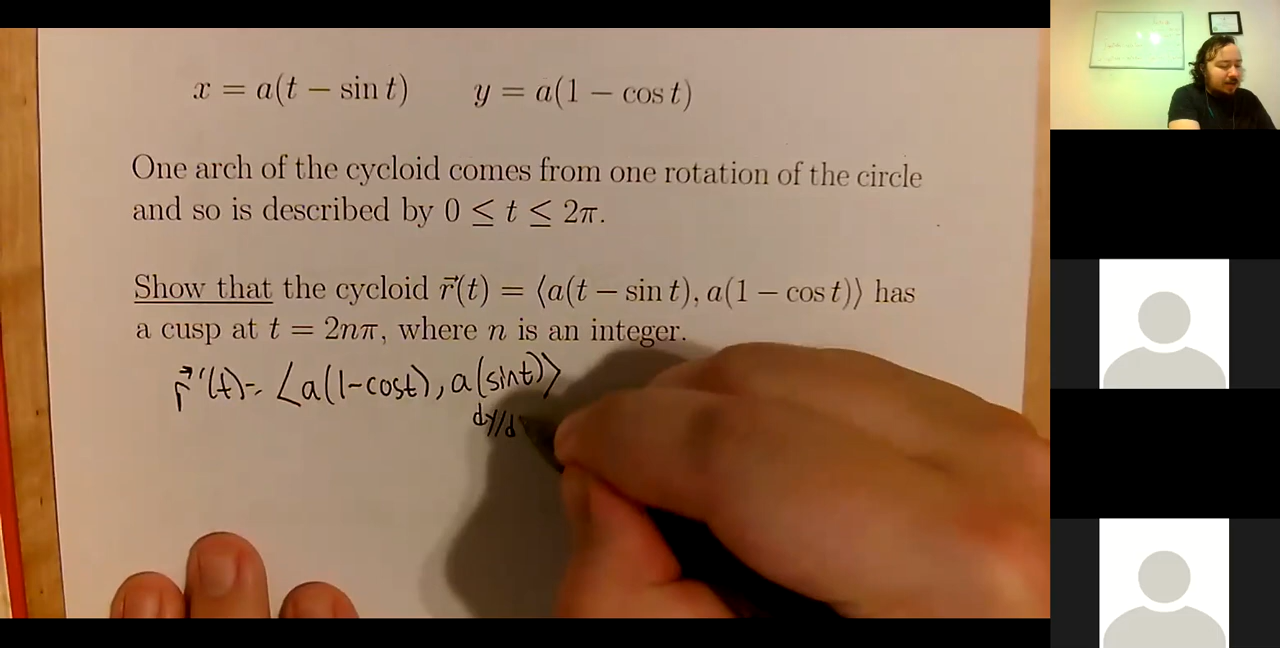 x = a(t − sin t) y = a(1 − cos t)
One arch of the cycloid comes from one rotation of the circle
and so is described by 0 ≤ t ≤ 2π.
Show that the cycloid r⃗(t) = ⟨a(t − sin t), a(1 − cos t)⟩ has
a cusp at t = 2nπ, where n is an integer.
r⃗'(t) = ⟨a(1-cost), a(sint)⟩
dy/d